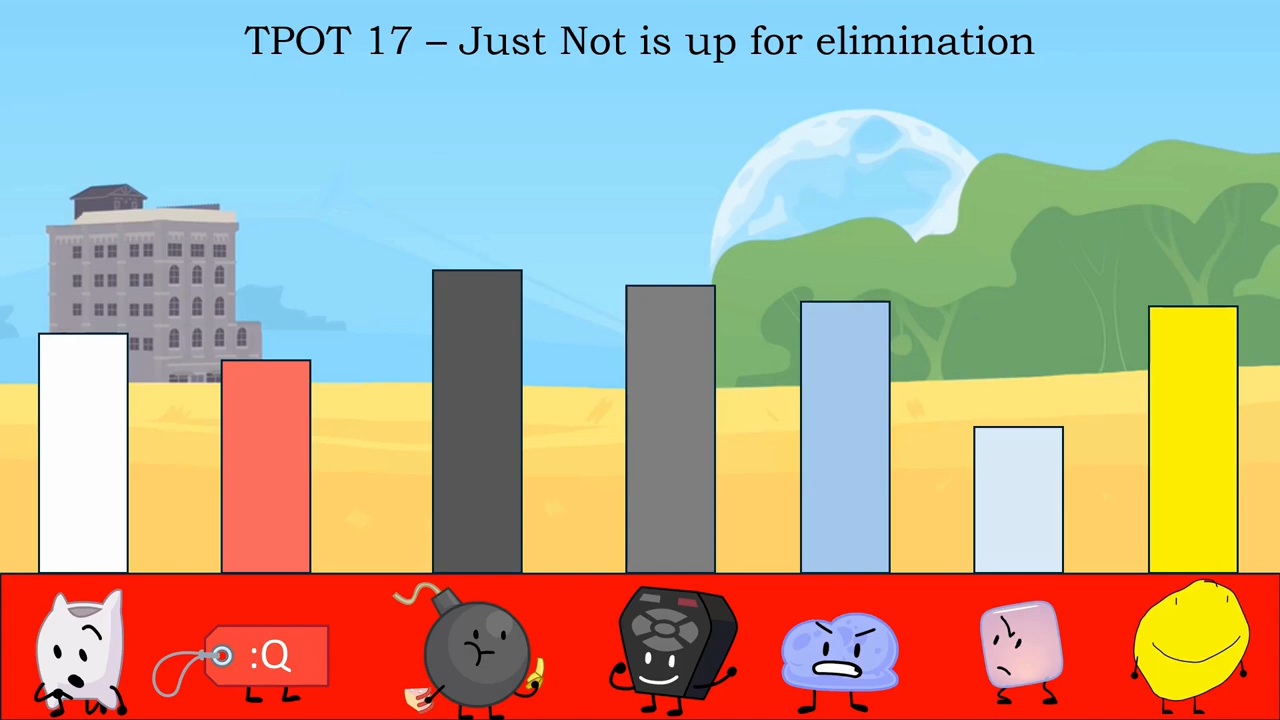 TPOT 17 – Just Not is up for elimination
:Q